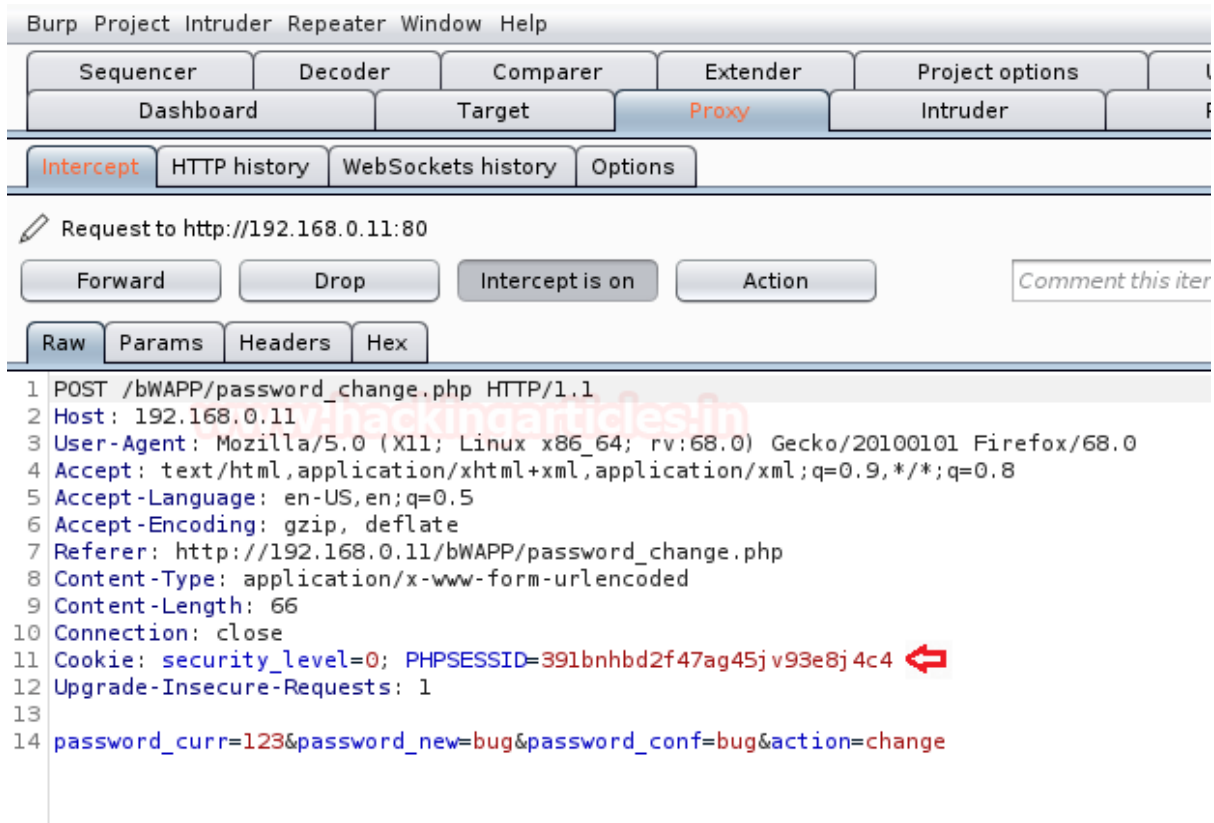 Burp Project Intruder Repeater Window Help
Sequencer Decoder Comparer Extender Project options
Dashboard Target Proxy Intruder
Intercept HTTP history WebSockets history Options
Request to http://192.168.0.11:80
Forward Drop Intercept is on Action Comment this iter
Raw Params Headers Hex
1 POST /bWAPP/password_change.php HTTP/1.1
www.hackingarticles.in
2 Host: 192.168.0.11
3 User-Agent: Mozilla/5.0 (X11; Linux x86_64; rv:68.0) Gecko/20100101 Firefox/68.0
4 Accept: text/html,application/xhtml+xml,application/xml;q=0.9,*/*;q=0.8
5 Accept-Language: en-US,en;q=0.5
6 Accept-Encoding: gzip, deflate
7 Referer: http://192.168.0.11/bWAPP/password_change.php
8 Content-Type: application/x-www-form-urlencoded
9 Content-Length: 66
10 Connection: close
11 Cookie: security_level=0; PHPSESSID=391bnhbd2f47ag45jv93e8j4c4
12 Upgrade-Insecure-Requests: 1
13
14 password_curr=123&password_new=bug&password_conf=bug&action=change